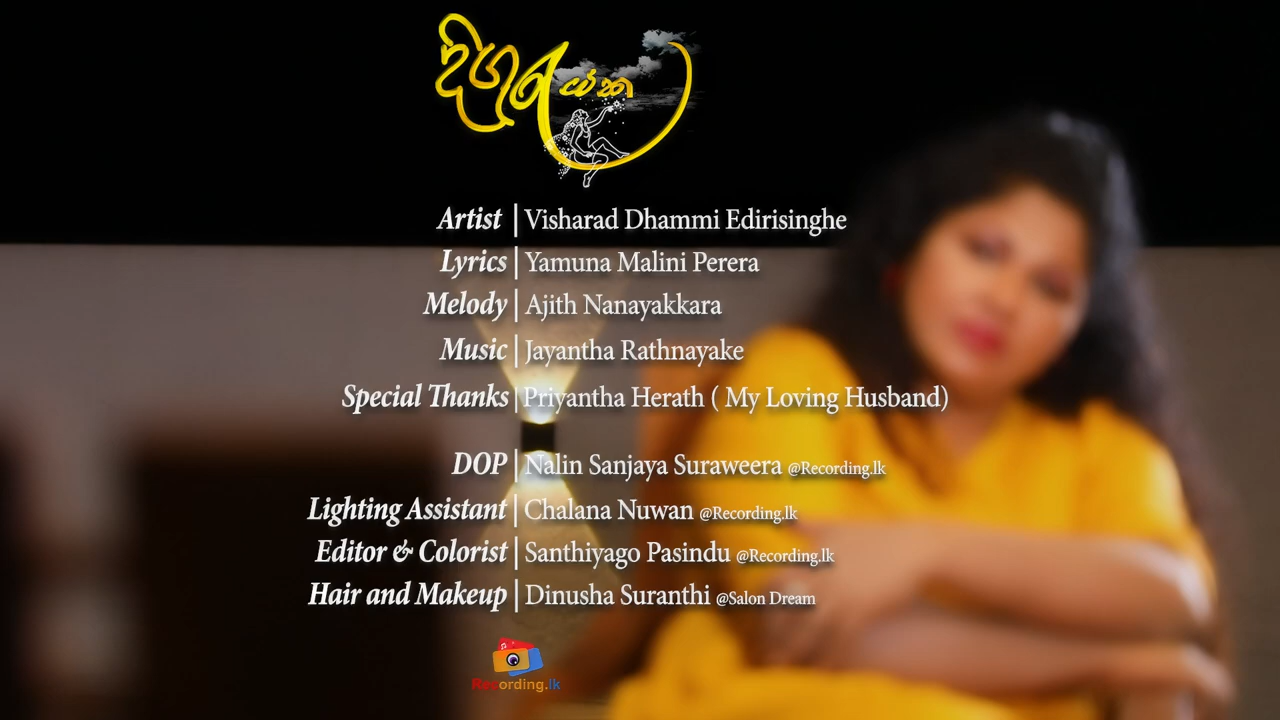 Artist | Visharad Dhammi Edirisinghe
Lyrics | Yamuna Malini Perera
Melody | Ajith Nanayakkara
Music | Jayantha Rathnayake
Special Thanks | Priyantha Herath ( My Loving Husband)
DOP | Nalin Sanjaya Suraweera @Recording.lk
Lighting Assistant | Chalana Nuwan @Recording.lk
Editor & Colorist | Santhiyago Pasindu @Recording.lk
Hair and Makeup | Dinusha Suranthi @Salon Dream
Recording.lk